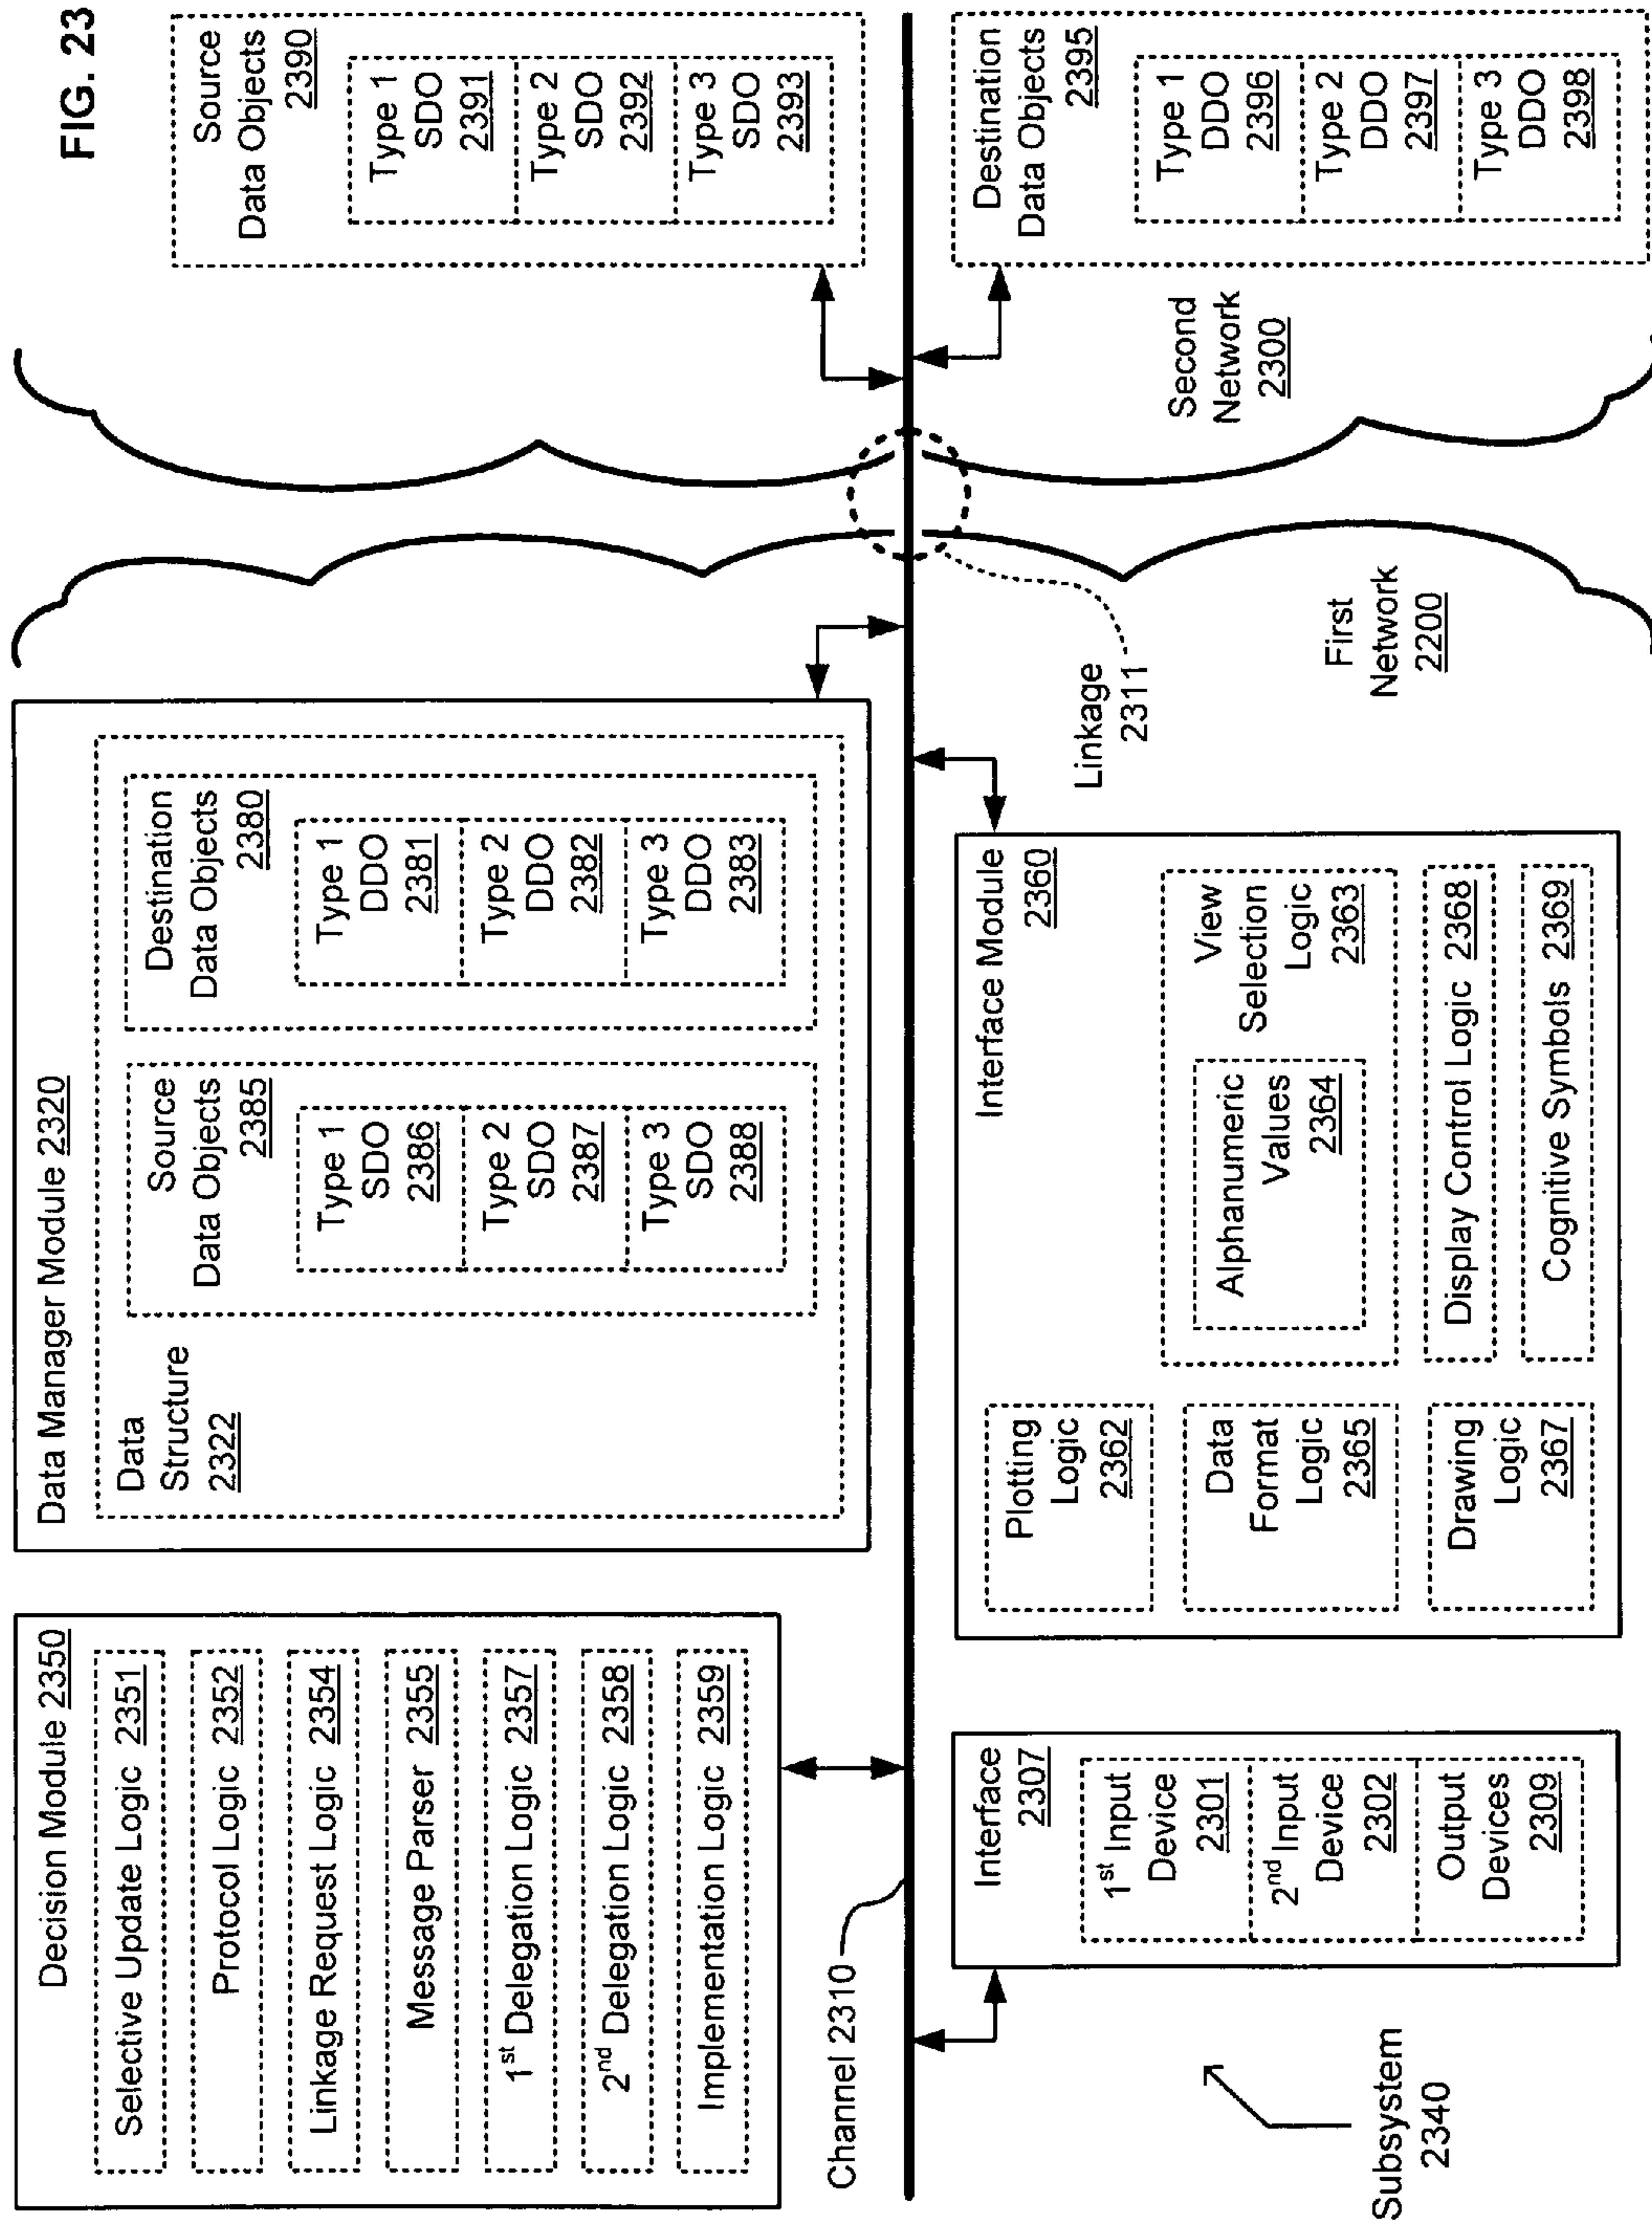 FIG. 23
Decision Module 2350
Selective Update Logic 2351
Protocol Logic 2352
Linkage Request Logic 2354
Message Parser 2355
1st Delegation Logic 2357
2nd Delegation Logic 2358
Implementation Logic 2359
Data Manager Module 2320
Data
Structure
2322
Source
Data Objects
2385
Type 1
SDO
2386
Type 2
SDO
2387
Type 3
SDO
2388
Destination
Data Objects
2380
Type 1
DDO
2381
Type 2
DDO
2382
Type 3
DDO
2383
Source
Data Objects
2390
Type 1
SDO
2391
Type 2
SDO
2392
Type 3
SDO
2393
Channel 2310
Interface
2307
1st Input
Device
2301
2nd Input
Device
2302
Output
Devices
2309
Interface Module
2360
Plotting
Logic
2362
Data
Format
Logic
2365
Drawing
Logic
2367
View
Selection
Logic
2363
Alphanumeric
Values
2364
Display Control Logic 2368
Cognitive Symbols 2369
Linkage
2311
First
Network
2200
Second
Network
2300
Destination
Data Objects
2395
Type 1
DDO
2396
Type 2
DDO
2397
Type 3
DDO
2398
Subsystem
2340